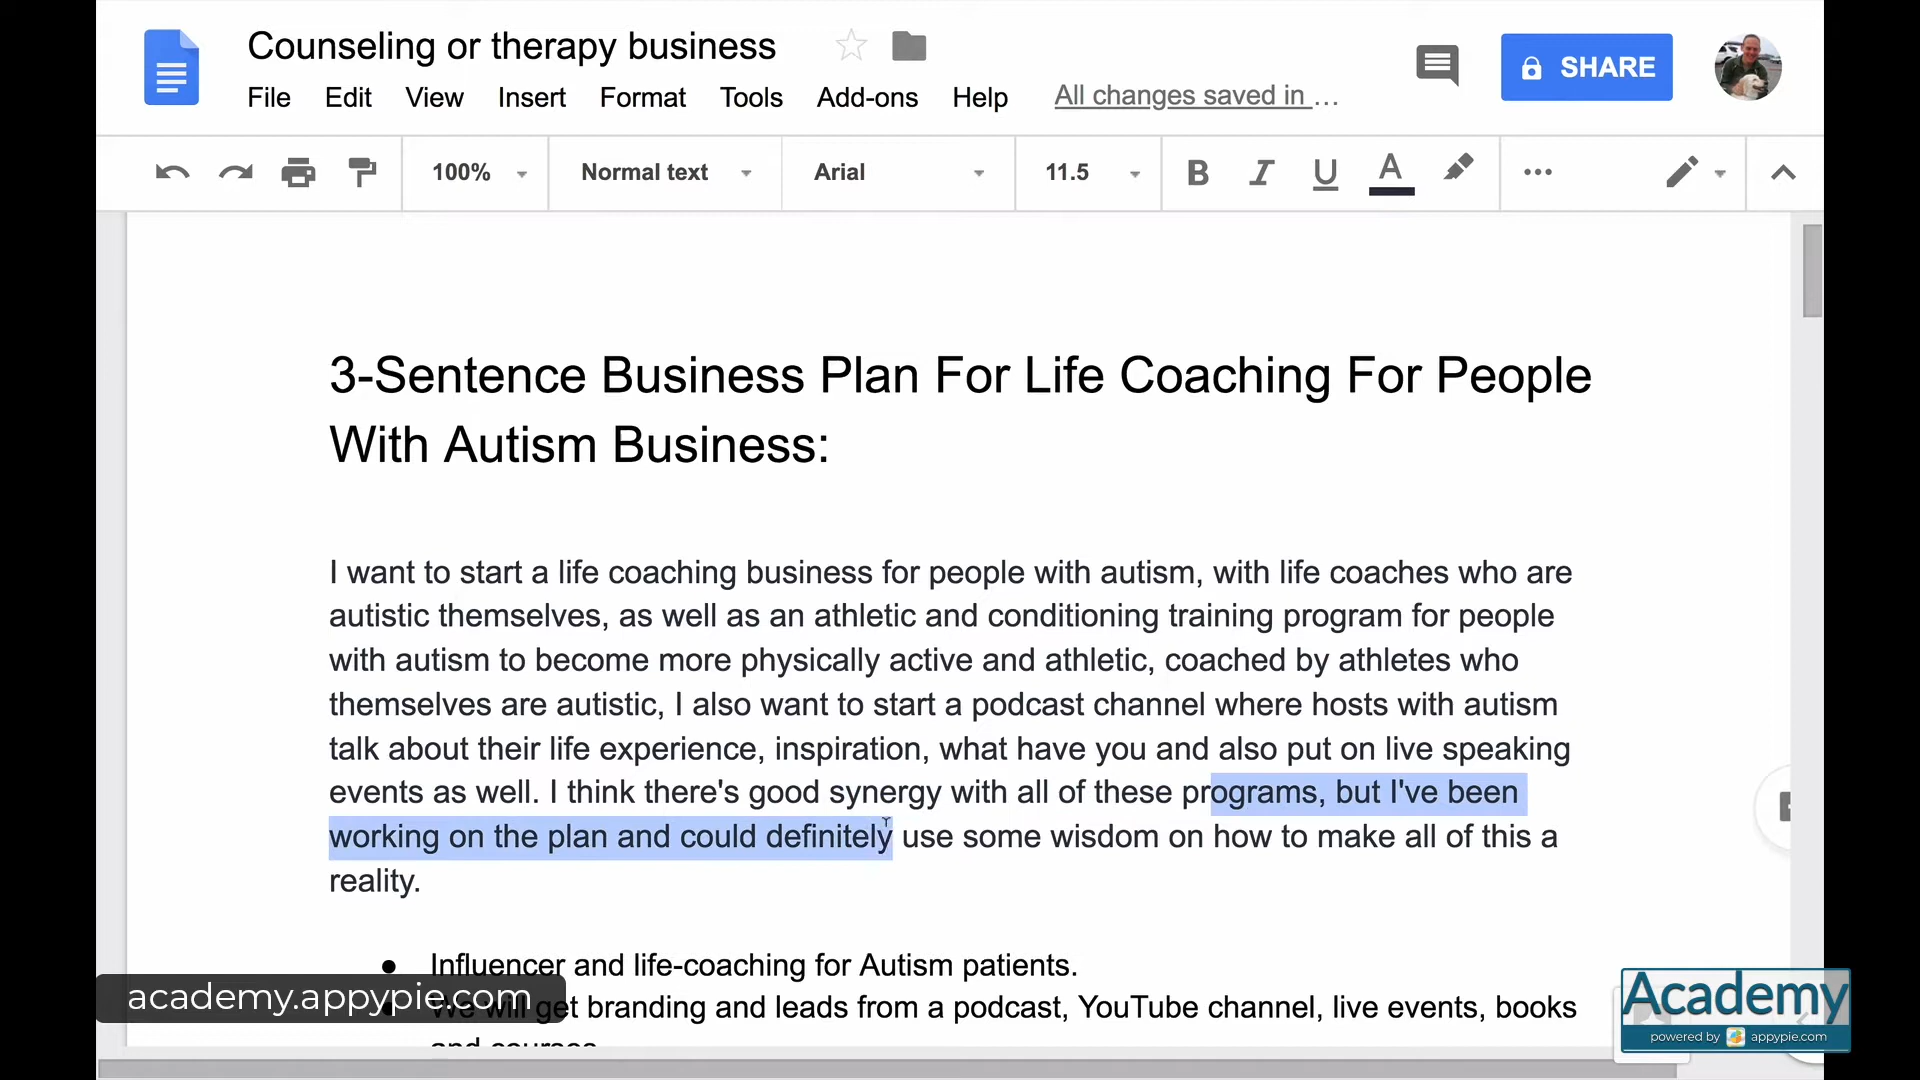 Counseling or therapy business
File Edit View Insert Format Tools Add-ons Help All changes saved in ...
SHARE
100% Normal text Arial 11.5 B I U A
3-Sentence Business Plan For Life Coaching For People
With Autism Business:
I want to start a life coaching business for people with autism, with life coaches who are
autistic themselves, as well as an athletic and conditioning training program for people
with autism to become more physically active and athletic, coached by athletes who
themselves are autistic, I also want to start a podcast channel where hosts with autism
talk about their life experience, inspiration, what have you and also put on live speaking
events as well. I think there's good synergy with all of these programs, but I've been
working on the plan and could definitely use some wisdom on how to make all of this a
reality.
● Influencer and life-coaching for Autism patients.
● We will get branding and leads from a podcast, YouTube channel, live events, books
and courses
academy.appypie.com
Academy
powered by appypie.com